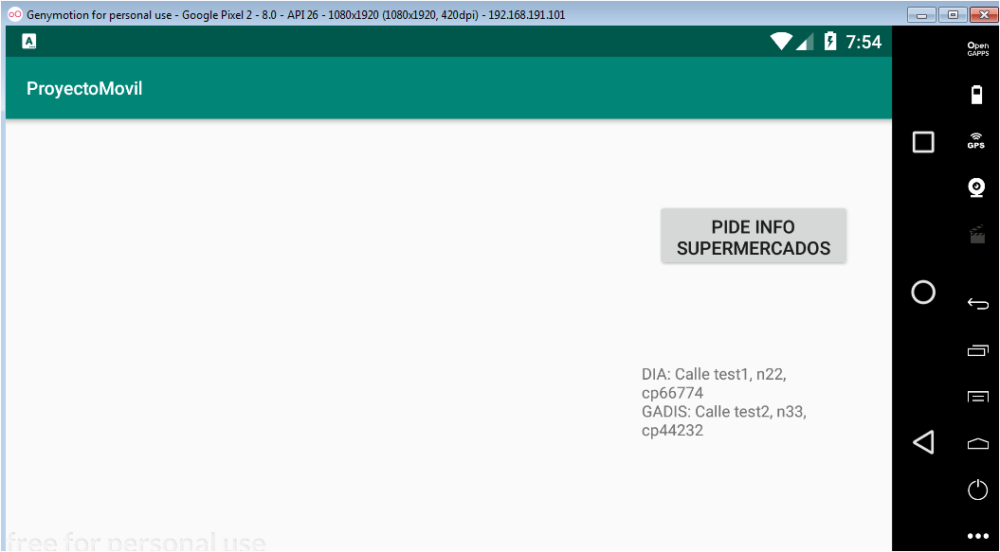 Genymotion for personal use - Google Pixel 2 - 8.0 - API 26 - 1080x1920 (1080x1920, 420dpi) - 192.168.191.101
A
7:54
Open
GAPPS
ProyectoMovil
GPS
PIDE INFO
SUPERMERCADOS
DIA: Calle test1, n22,
cp66774
GADIS: Calle test2, n33,
cp44232
free for personal use